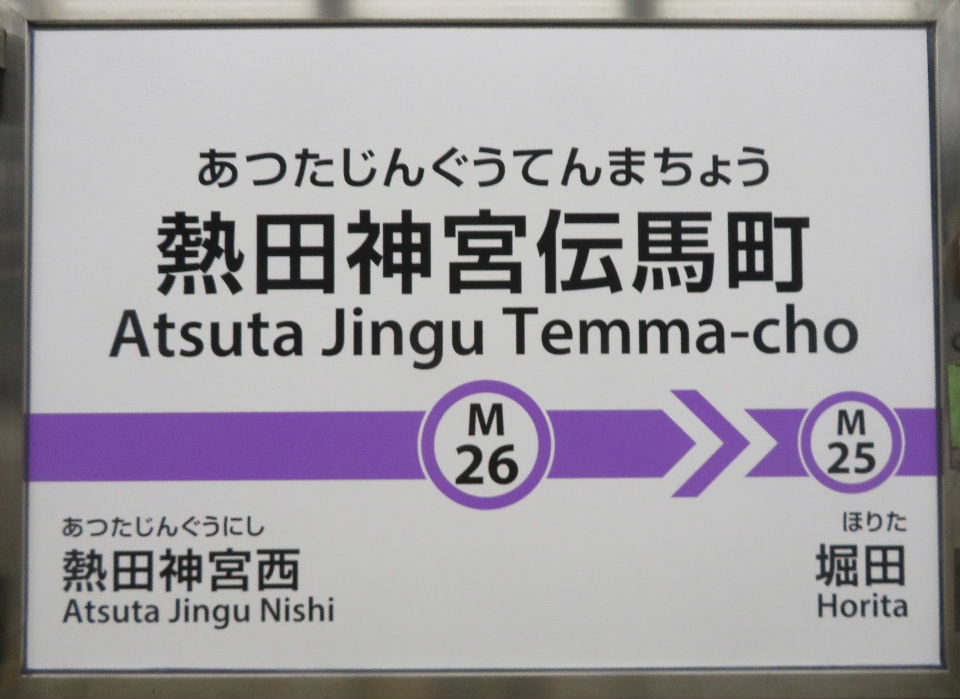 あつたじんぐうてんまちょう
熱田神宮伝馬町
Atsuta Jingu Temma-cho
M
26
M
25
あつたじんぐうにし
熱田神宮西
Atsuta Jingu Nishi
ほりた
堀田
Horita